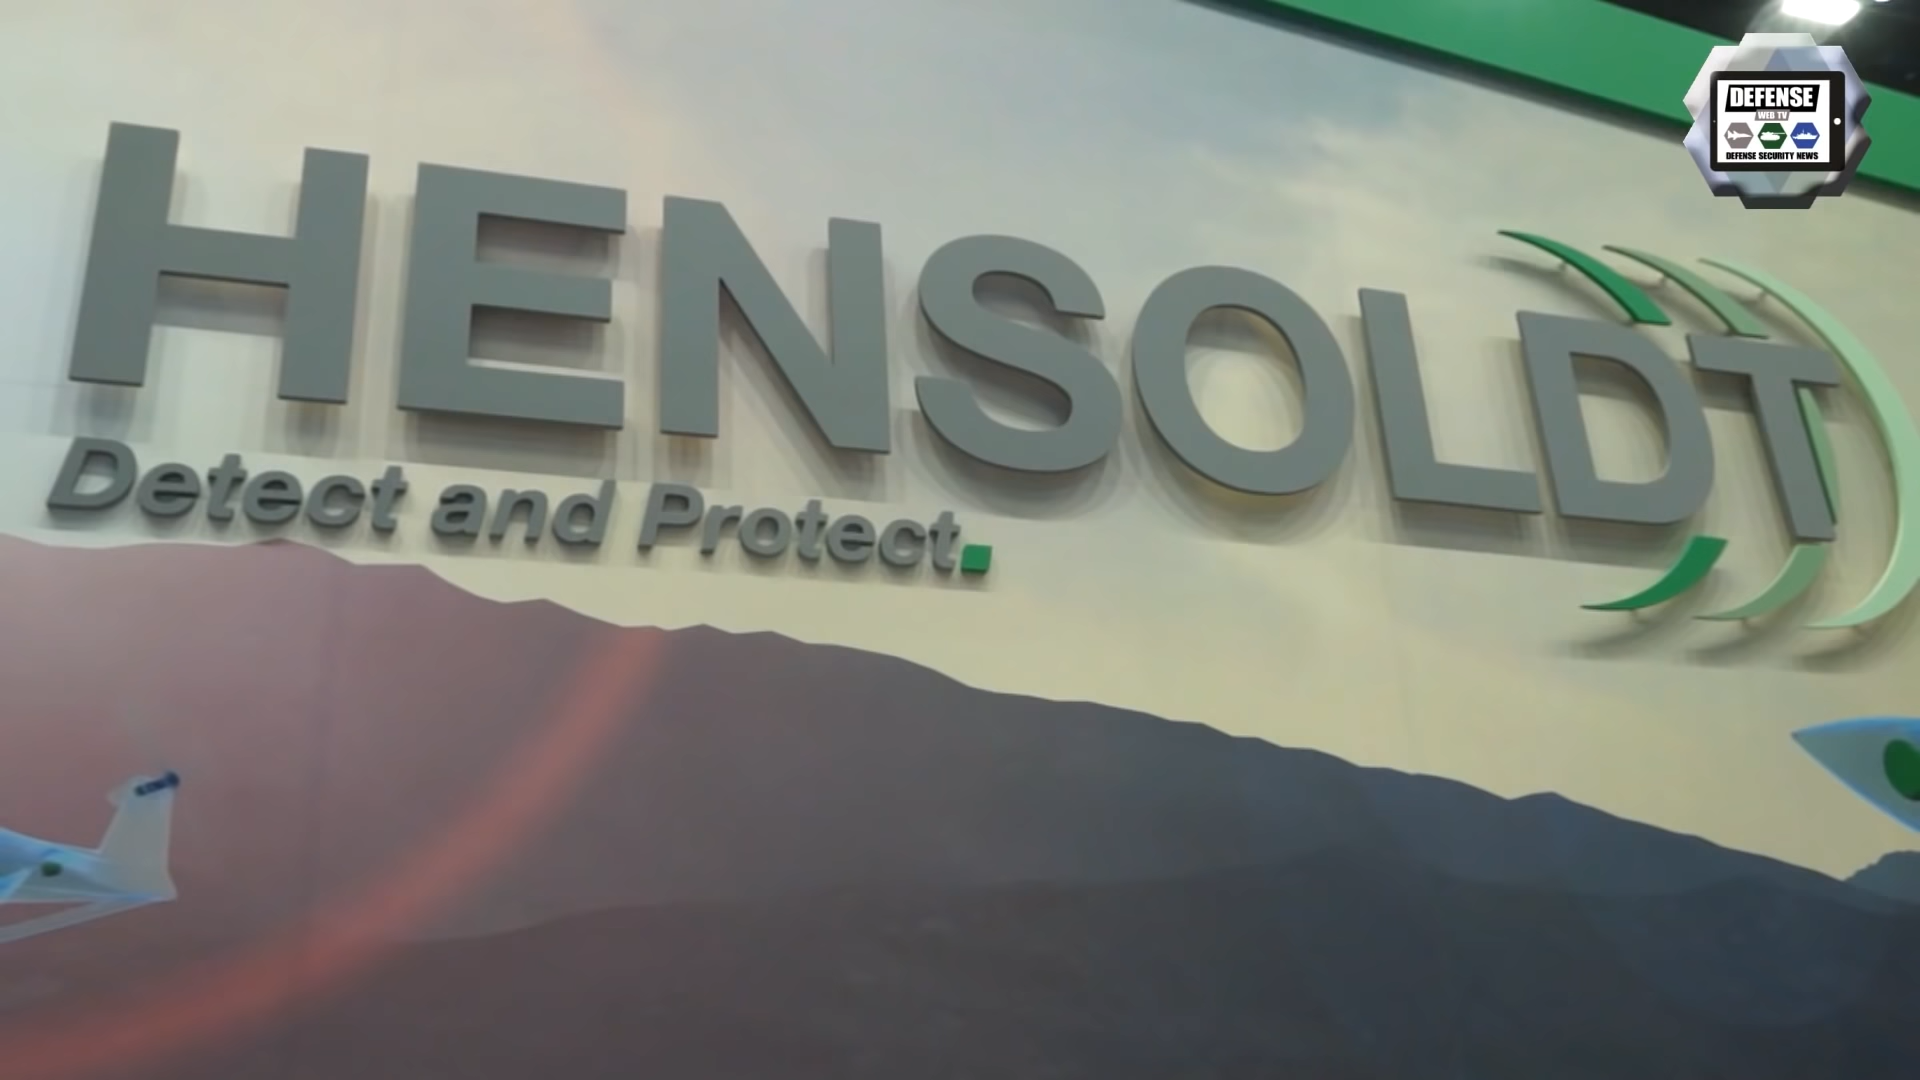 HENSOLDT
Detect and Protect.
DEFENSE
WEB TV
DEFENSE SECURITY NEWS